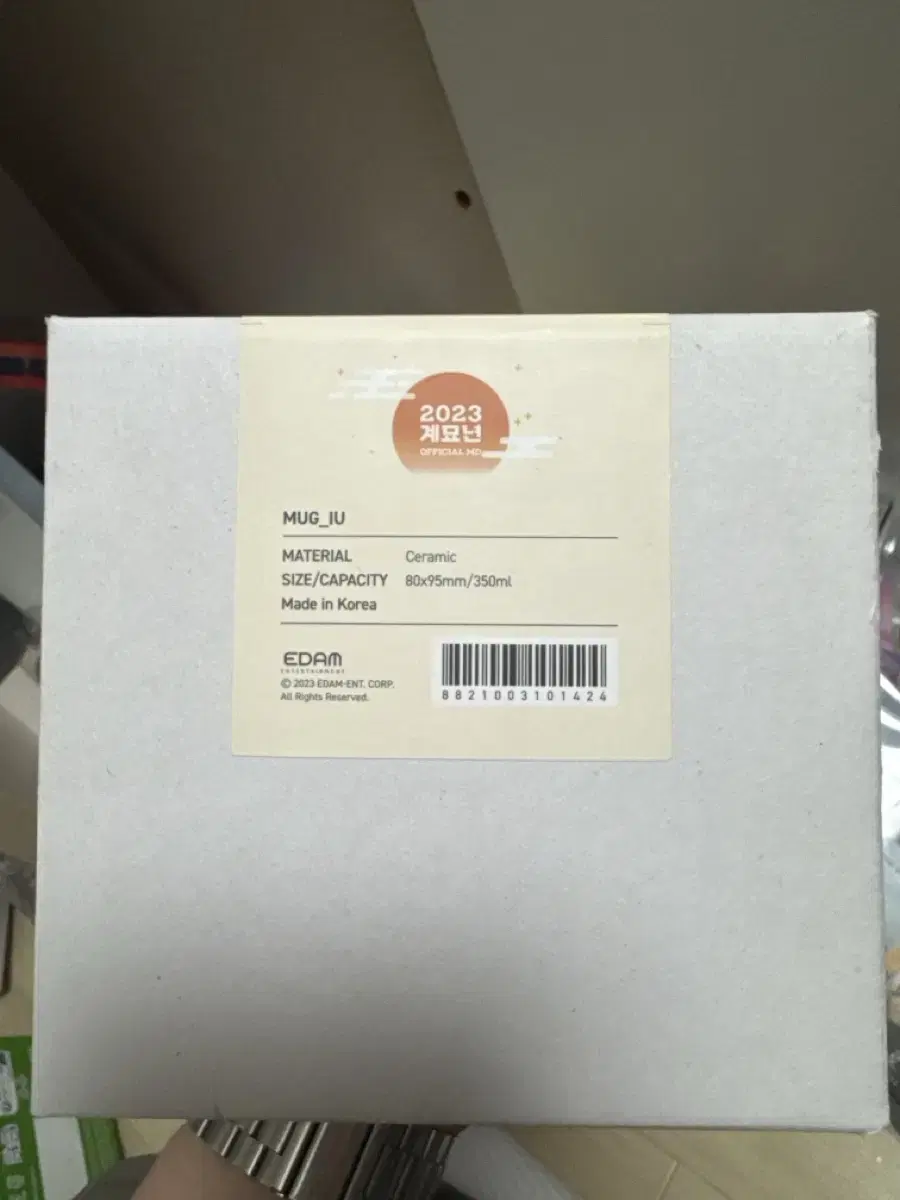 2023
계묘년
OFFICIAL MD
MUG_IU
MATERIAL Ceramic
SIZE/CAPACITY 80x95mm/350ml
Made in Korea
EDAM
ENTERTAINMENT
© 2023 EDAM-ENT. CORP.
All Rights Reserved.
8821003101424